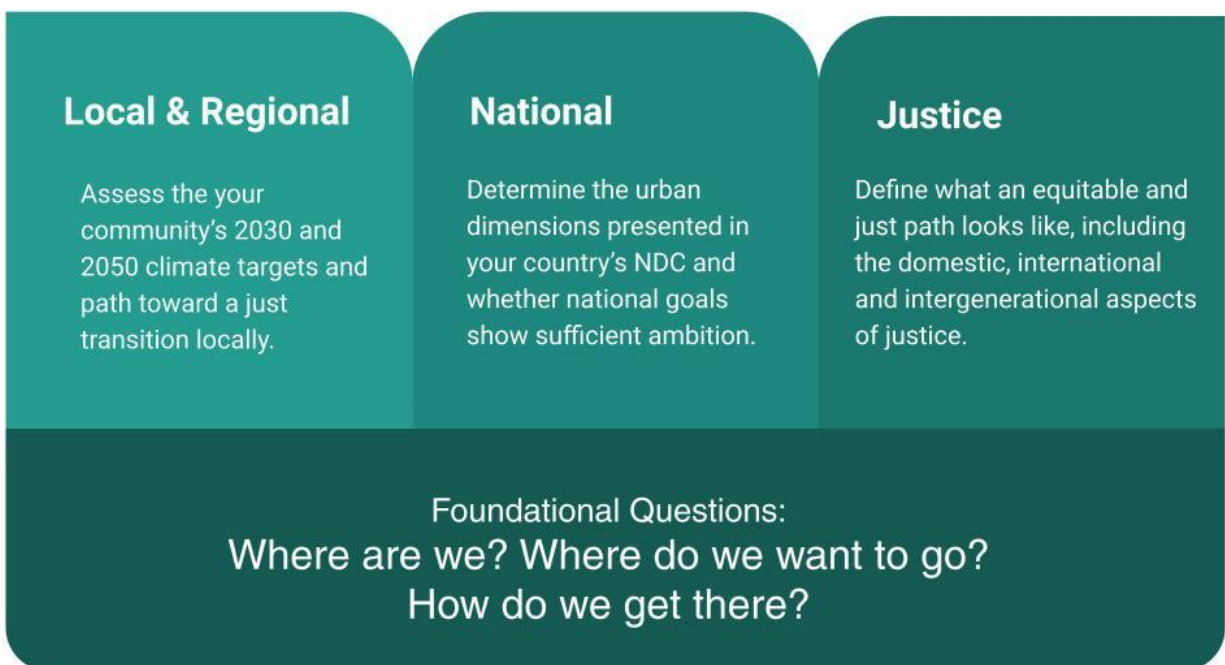 Local & Regional
Assess the your
community's 2030 and
2050 climate targets and
path toward a just
transition locally.
National
Determine the urban
dimensions presented in
your country's NDC and
whether national goals
show sufficient ambition.
Justice
Define what an equitable and
just path looks like, including
the domestic, international
and intergenerational aspects
of justice.
Foundational Questions:
Where are we? Where do we want to go?
How do we get there?